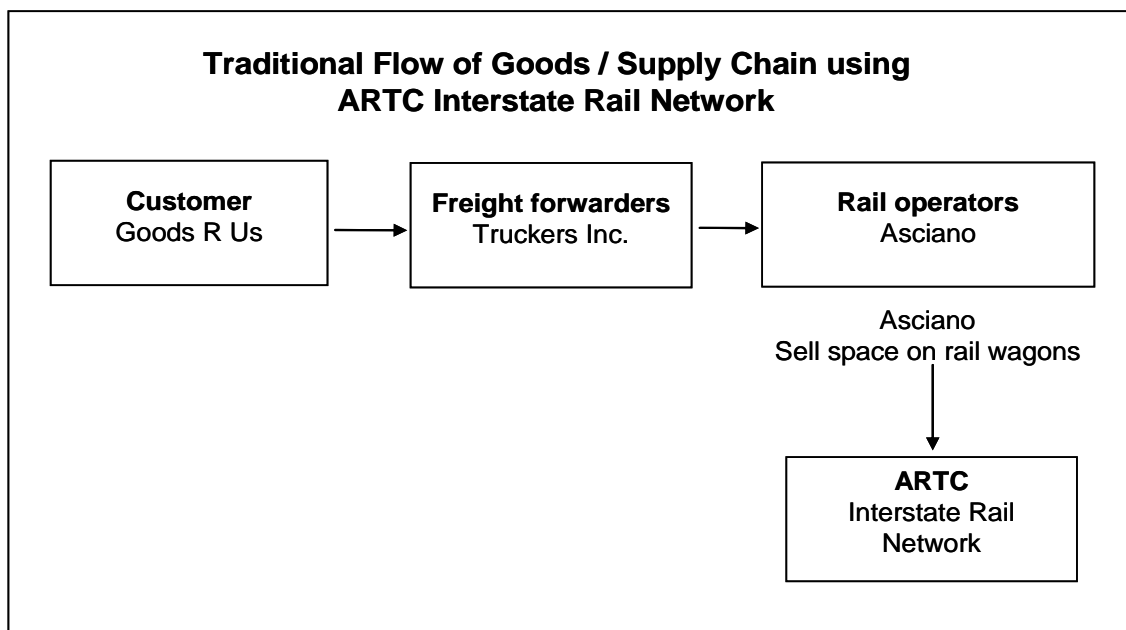 Traditional Flow of Goods / Supply Chain using
ARTC Interstate Rail Network
Customer
Goods R Us
Freight forwarders
Truckers Inc.
Rail operators
Asciano
Asciano
Sell space on rail wagons
ARTC
Interstate Rail
Network